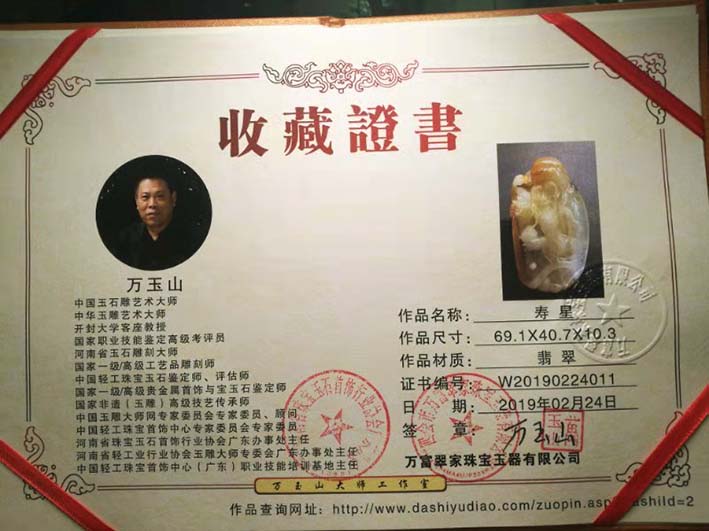 收藏證書
万玉山
中国玉石雕艺术大师
中华玉雕艺术大师
开封大学客座教授
国家职业技能鉴定高级考评员
河南省玉石雕刻大师
国家一级/高级工艺品雕刻师
中国轻工珠宝玉石鉴定师、评估师
国家一级/高级贵金属首饰与宝玉石鉴定师
国家非遗（玉雕）高级技艺传承师
中国玉雕大师网专家委员会专家委员、顾问
中国轻工珠宝首饰中心专家委员会专家委员
河南省珠宝玉石首饰行业协会广东办事处主任
河南省轻工业行业协会玉雕大师专委会广东办事处主任
中国轻工珠宝首饰中心（广东）职业技能培训基地主任
作品名称: 寿星
作品尺寸: 69.1X40.7X10.3
作品材质: 翡翠
证书编号: W20190224011
日期: 2019年02月24日
签章: 万玉山
万富翠家珠宝玉器有限公司
万玉山大师工作室
作品查询网址: http://www.dashiyudiao.com/zuopin.asp
ashiId=2